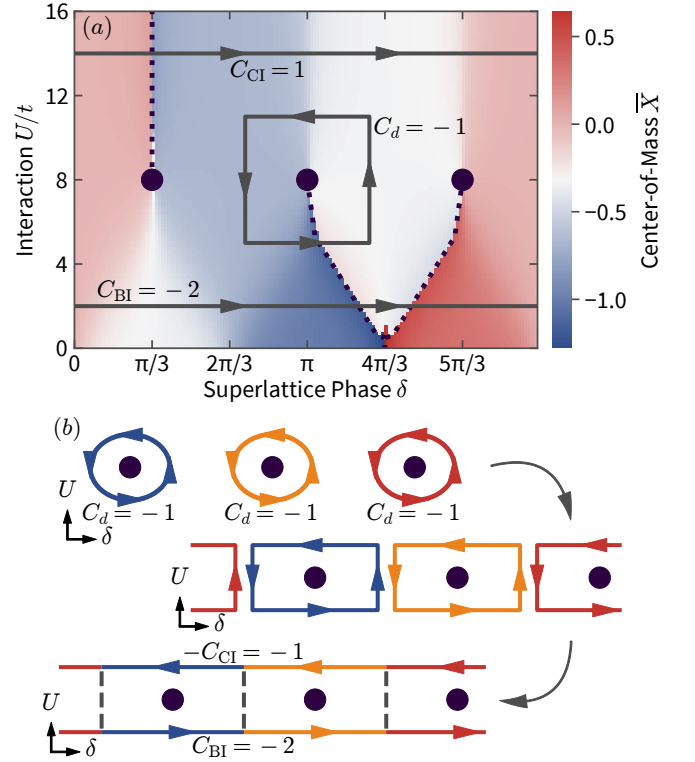 (a)
16
12
8
4
0
Interaction U/t
C_CI = 1
C_d = −1
C_BI = −2
0
π/3
2π/3
π
4π/3
5π/3
Superlattice Phase δ
0.5
0.0
−0.5
−1.0
Center-of-Mass X̅
(b)
U
δ
C_d = −1
C_d = −1
C_d = −1
U
δ
−C_CI = −1
U
δ
C_BI = −2